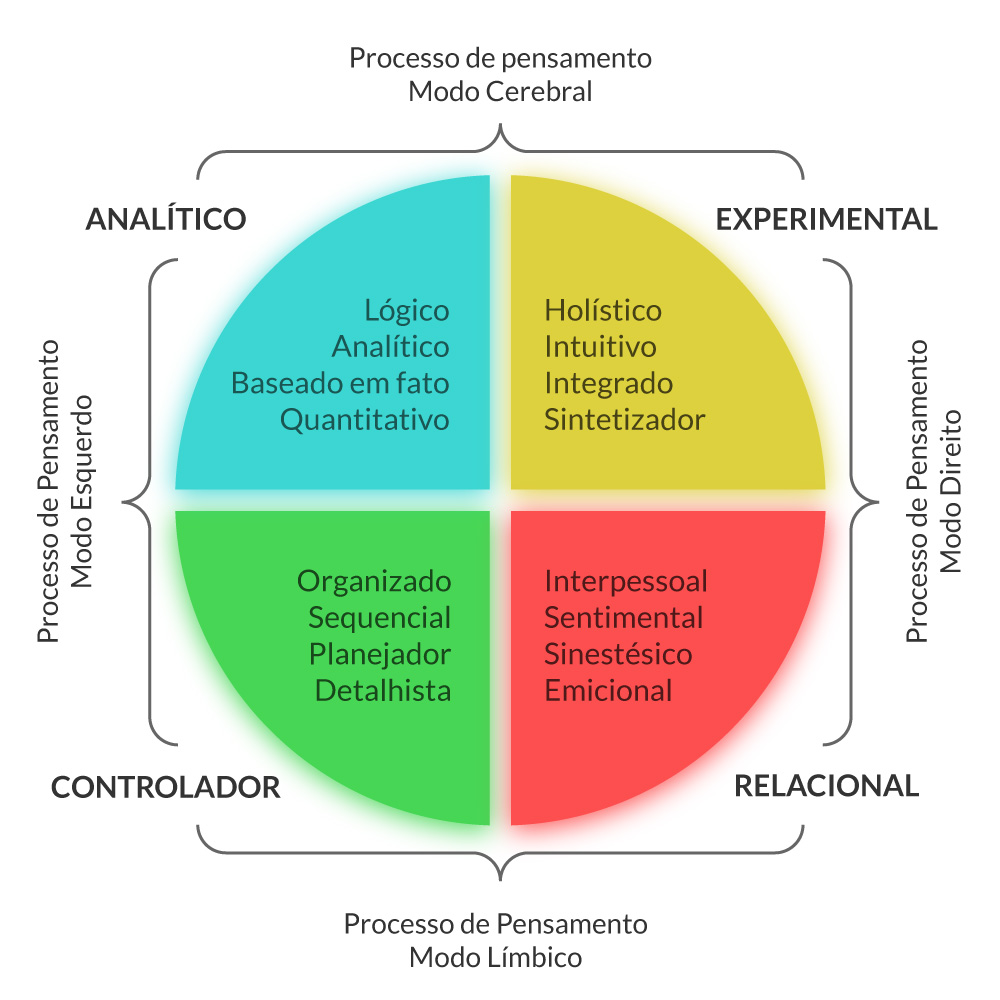 Processo de pensamento
Modo Cerebral
ANALÍTICO
EXPERIMENTAL
Lógico
Analítico
Baseado em fato
Quantitativo
Holístico
Intuitivo
Integrado
Sintetizador
Processo de Pensamento
Modo Esquerdo
Processo de Pensamento
Modo Direito
Organizado
Sequencial
Planejador
Detalhista
Interpessoal
Sentimental
Sinestésico
Emicional
CONTROLADOR
RELACIONAL
Processo de Pensamento
Modo Límbico